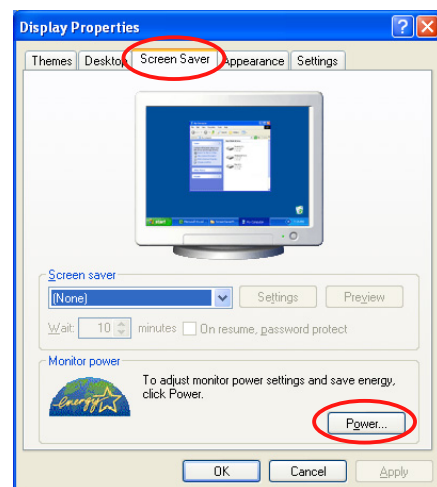 Display Properties
Themes Desktop Screen Saver Appearance Settings
Screen saver
(None) Settings Preview
Wait: 10 minutes On resume, password protect
Monitor power
To adjust monitor power settings and save energy,
click Power.
energy
Power...
OK Cancel Apply